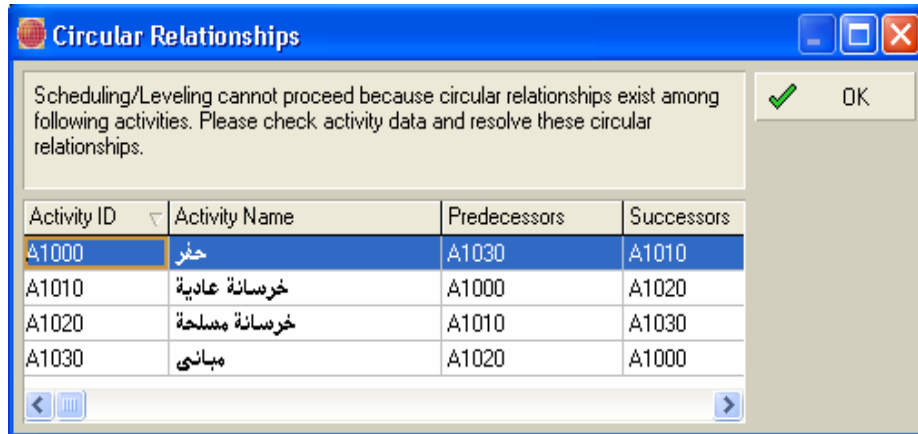 Circular Relationships
Scheduling/Leveling cannot proceed because circular relationships exist among
following activities. Please check activity data and resolve these circular
relationships.
OK
Activity ID Activity Name Predecessors Successors
A1000 حفر A1030 A1010
A1010 خرسانة عادية A1000 A1020
A1020 خرسانة مسلحة A1010 A1030
A1030 مبانى A1020 A1000